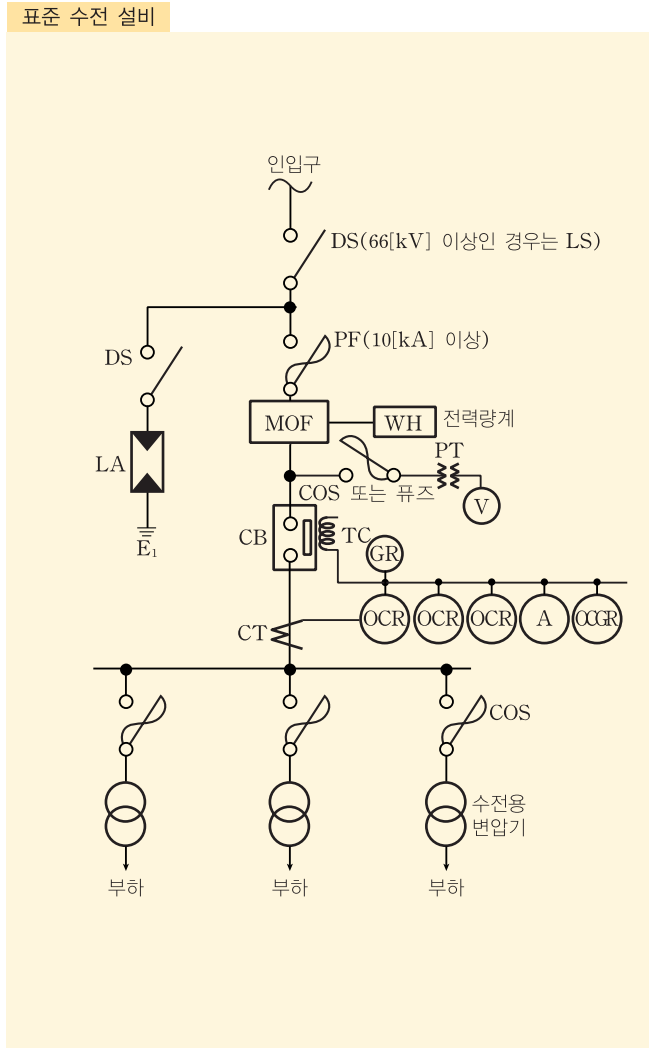 표준 수전 설비
인입구
DS(66[kV] 이상인 경우는 LS)
DS
PF(10[kA] 이상)
MOF
WH
전력량계
LA
PT
COS 또는 퓨즈
V
E₁
CB
TC
GR
OCR
OCR
OCR
A
OCGR
CT
COS
수전용
변압기
부하
부하
부하